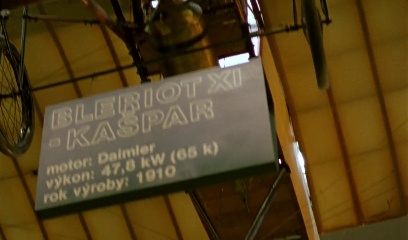 BLERIOT XI
- KAŠPAR
motor: Daimler
výkon: 47,8 kW (65 k)
rok výroby: 1910